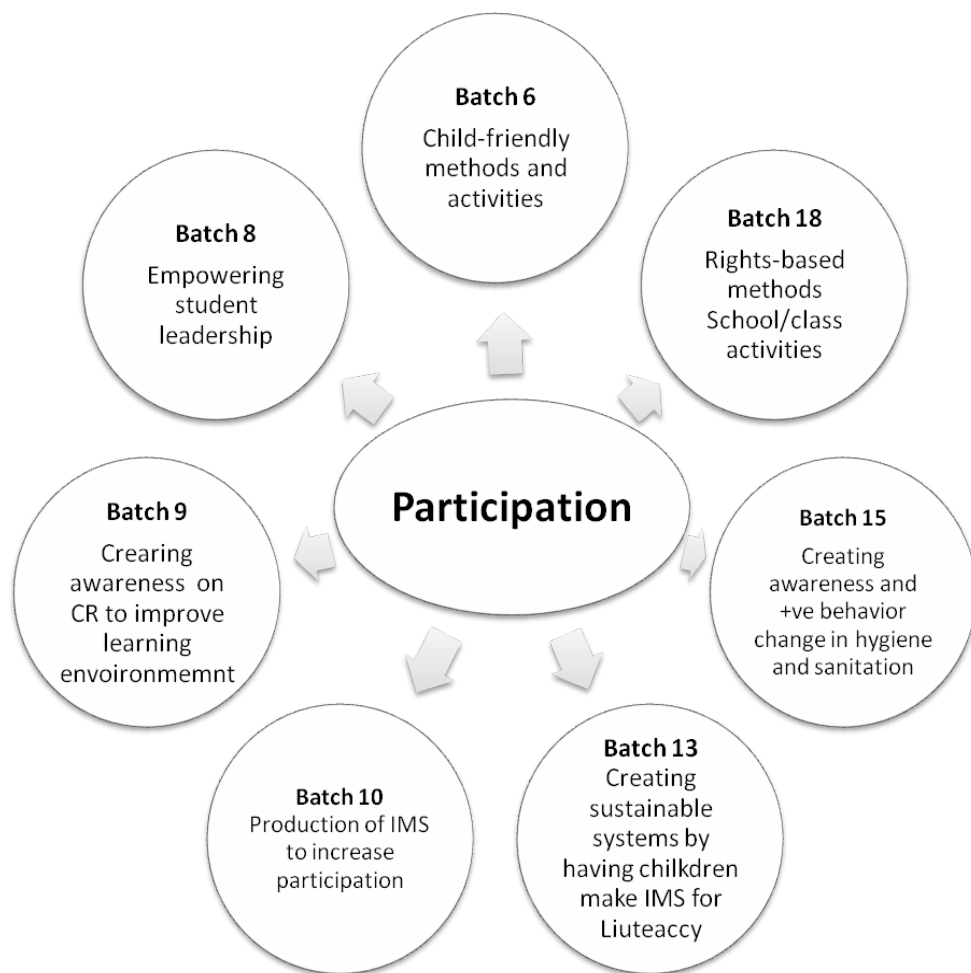 Batch 6
Child-friendly
methods and
activities
Batch 18
Rights-based
methods
School/class
activities
Batch 15
Creating
awareness and
+ve behavior
change in hygiene
and sanitation
Batch 13
Creating
sustainable
systems by
having chilkdren
make IMS for
Liuteaccy
Batch 10
Production of IMS
to increase
participation
Batch 9
Crearing
awareness on
CR to improve
learning
envoironmemnt
Batch 8
Empowering
student
leadership
Participation